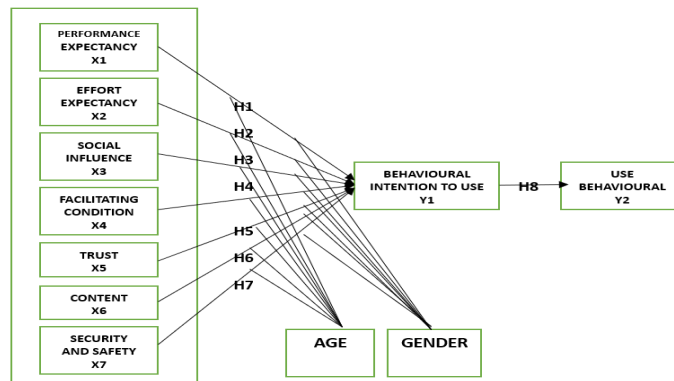 PERFORMANCE
EXPECTANCY
X1
EFFORT
EXPECTANCY
X2
SOCIAL
INFLUENCE
X3
FACILITATING
CONDITION
X4
TRUST
X5
CONTENT
X6
SECURITY
AND SAFETY
X7
H1
H2
H3
H4
H5
H6
H7
BEHAVIOURAL
INTENTION TO USE
Y1
H8
USE
BEHAVIOURAL
Y2
AGE
GENDER